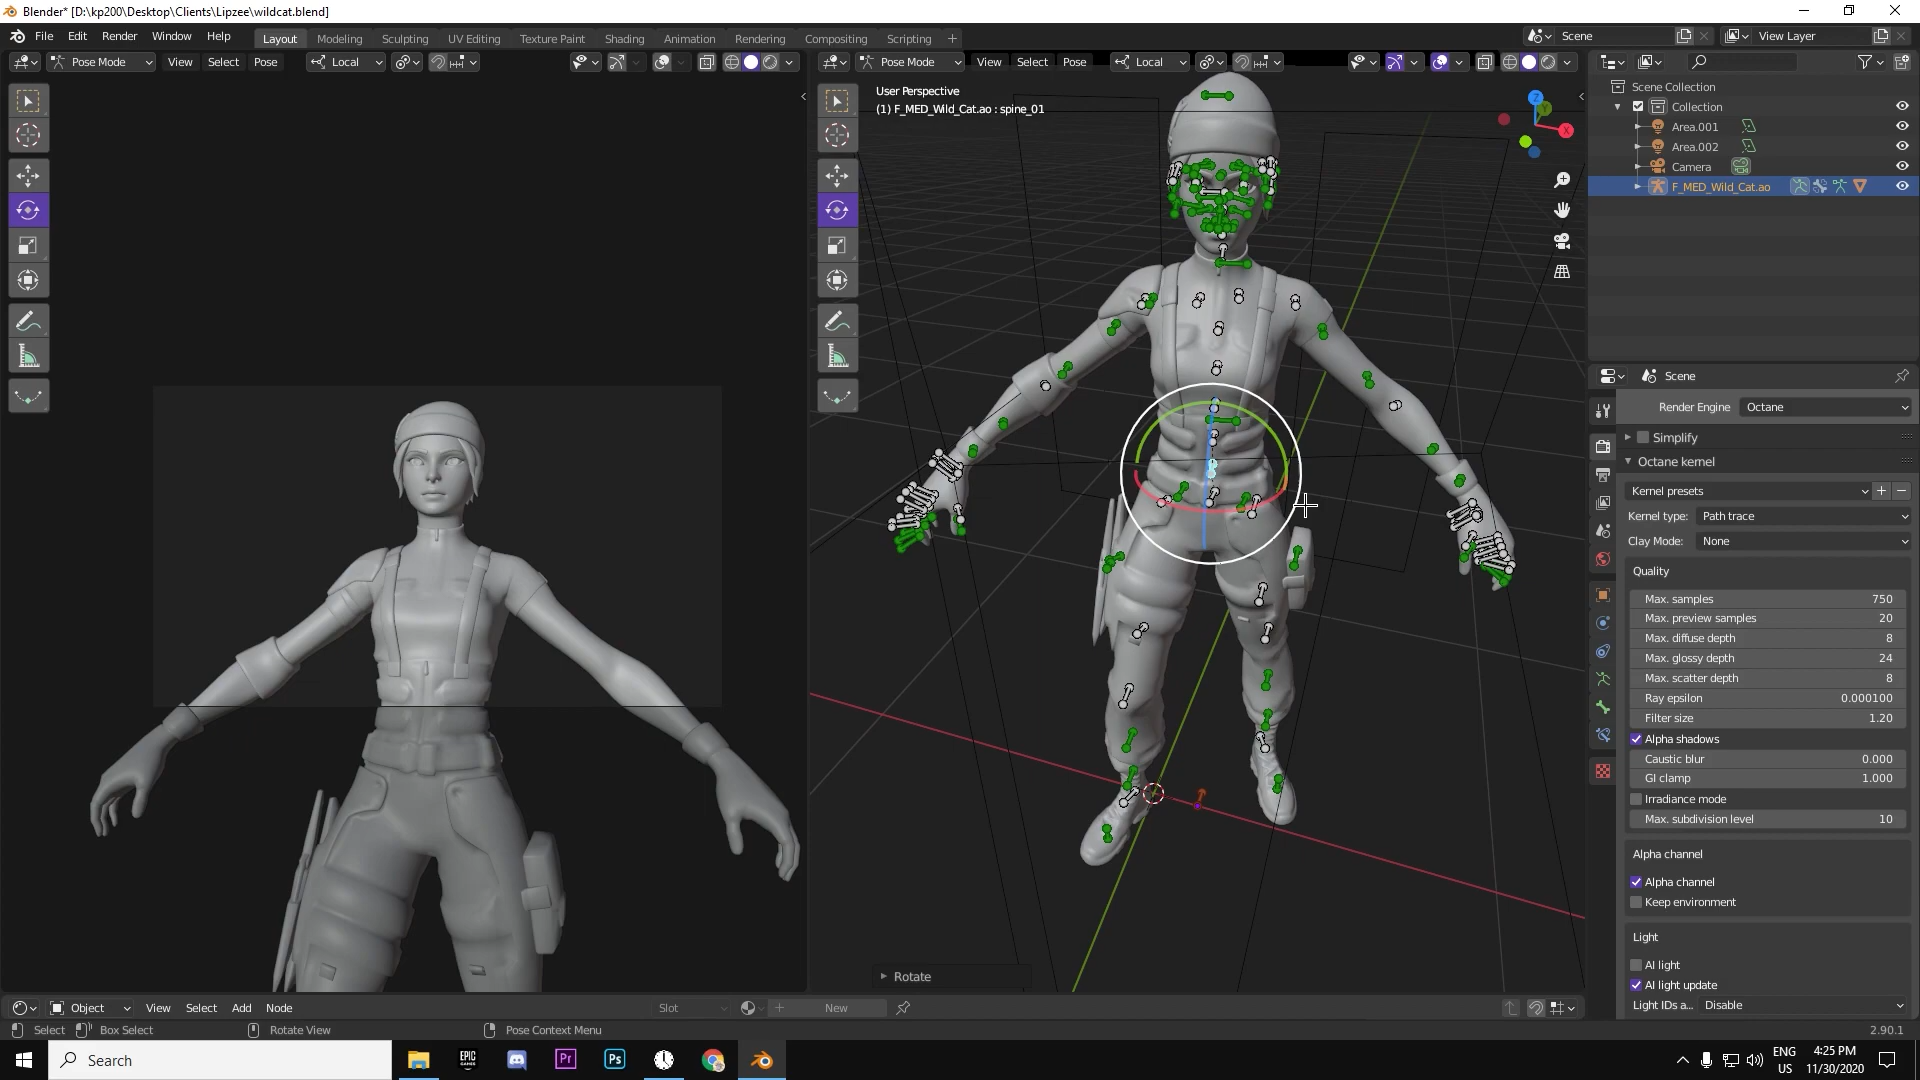 Blender* [D:\kp200\Desktop\Clients\Lipzee\wildcat.blend]
File Edit Render Window Help Layout Modeling Sculpting UV Editing Texture Paint Shading Animation Rendering Compositing Scripting + Scene View Layer
Pose Mode View Select Pose Local
Pose Mode View Select Pose Local
User Perspective
(1) F_MED_Wild_Cat.ao : spine_01
Z
Y
X
Scene Collection
Collection
Area.001
Area.002
Camera
F_MED_Wild_Cat.ao
Scene
Render Engine Octane
Simplify
Octane kernel
Kernel presets
Kernel type: Path trace
Clay Mode: None
Quality
Max. samples 750
Max. preview samples 20
Max. diffuse depth 8
Max. glossy depth 24
Max. scatter depth 8
Ray epsilon 0.000100
Filter size 1.20
Alpha shadows
Caustic blur 0.000
GI clamp 1.000
Irradiance mode
Max. subdivision level 10
Alpha channel
Alpha channel
Keep environment
Light
AI light
AI light update
Light IDs a... Disable
Rotate
Object View Select Add Node Slot New
Select Box Select Rotate View Pose Context Menu 2.90.1
Search
EPIC GAMES
Pr
Ps
ENG
US
4:25 PM
11/30/2020